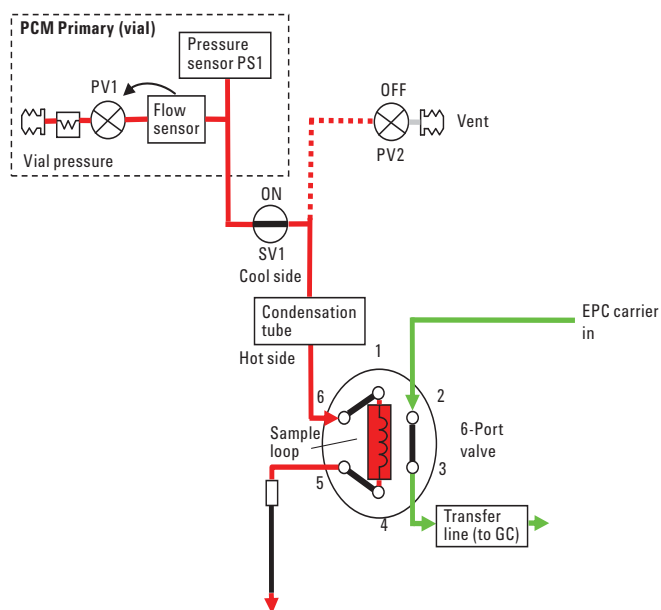 PCM Primary (vial)
Pressure
sensor PS1
PV1
Flow
sensor
Vial pressure
OFF
Vent
PV2
ON
SV1
Cool side
Condensation
tube
Hot side
EPC carrier
in
1
6
2
Sample
loop
6-Port
valve
5
3
4
Transfer
line (to GC)